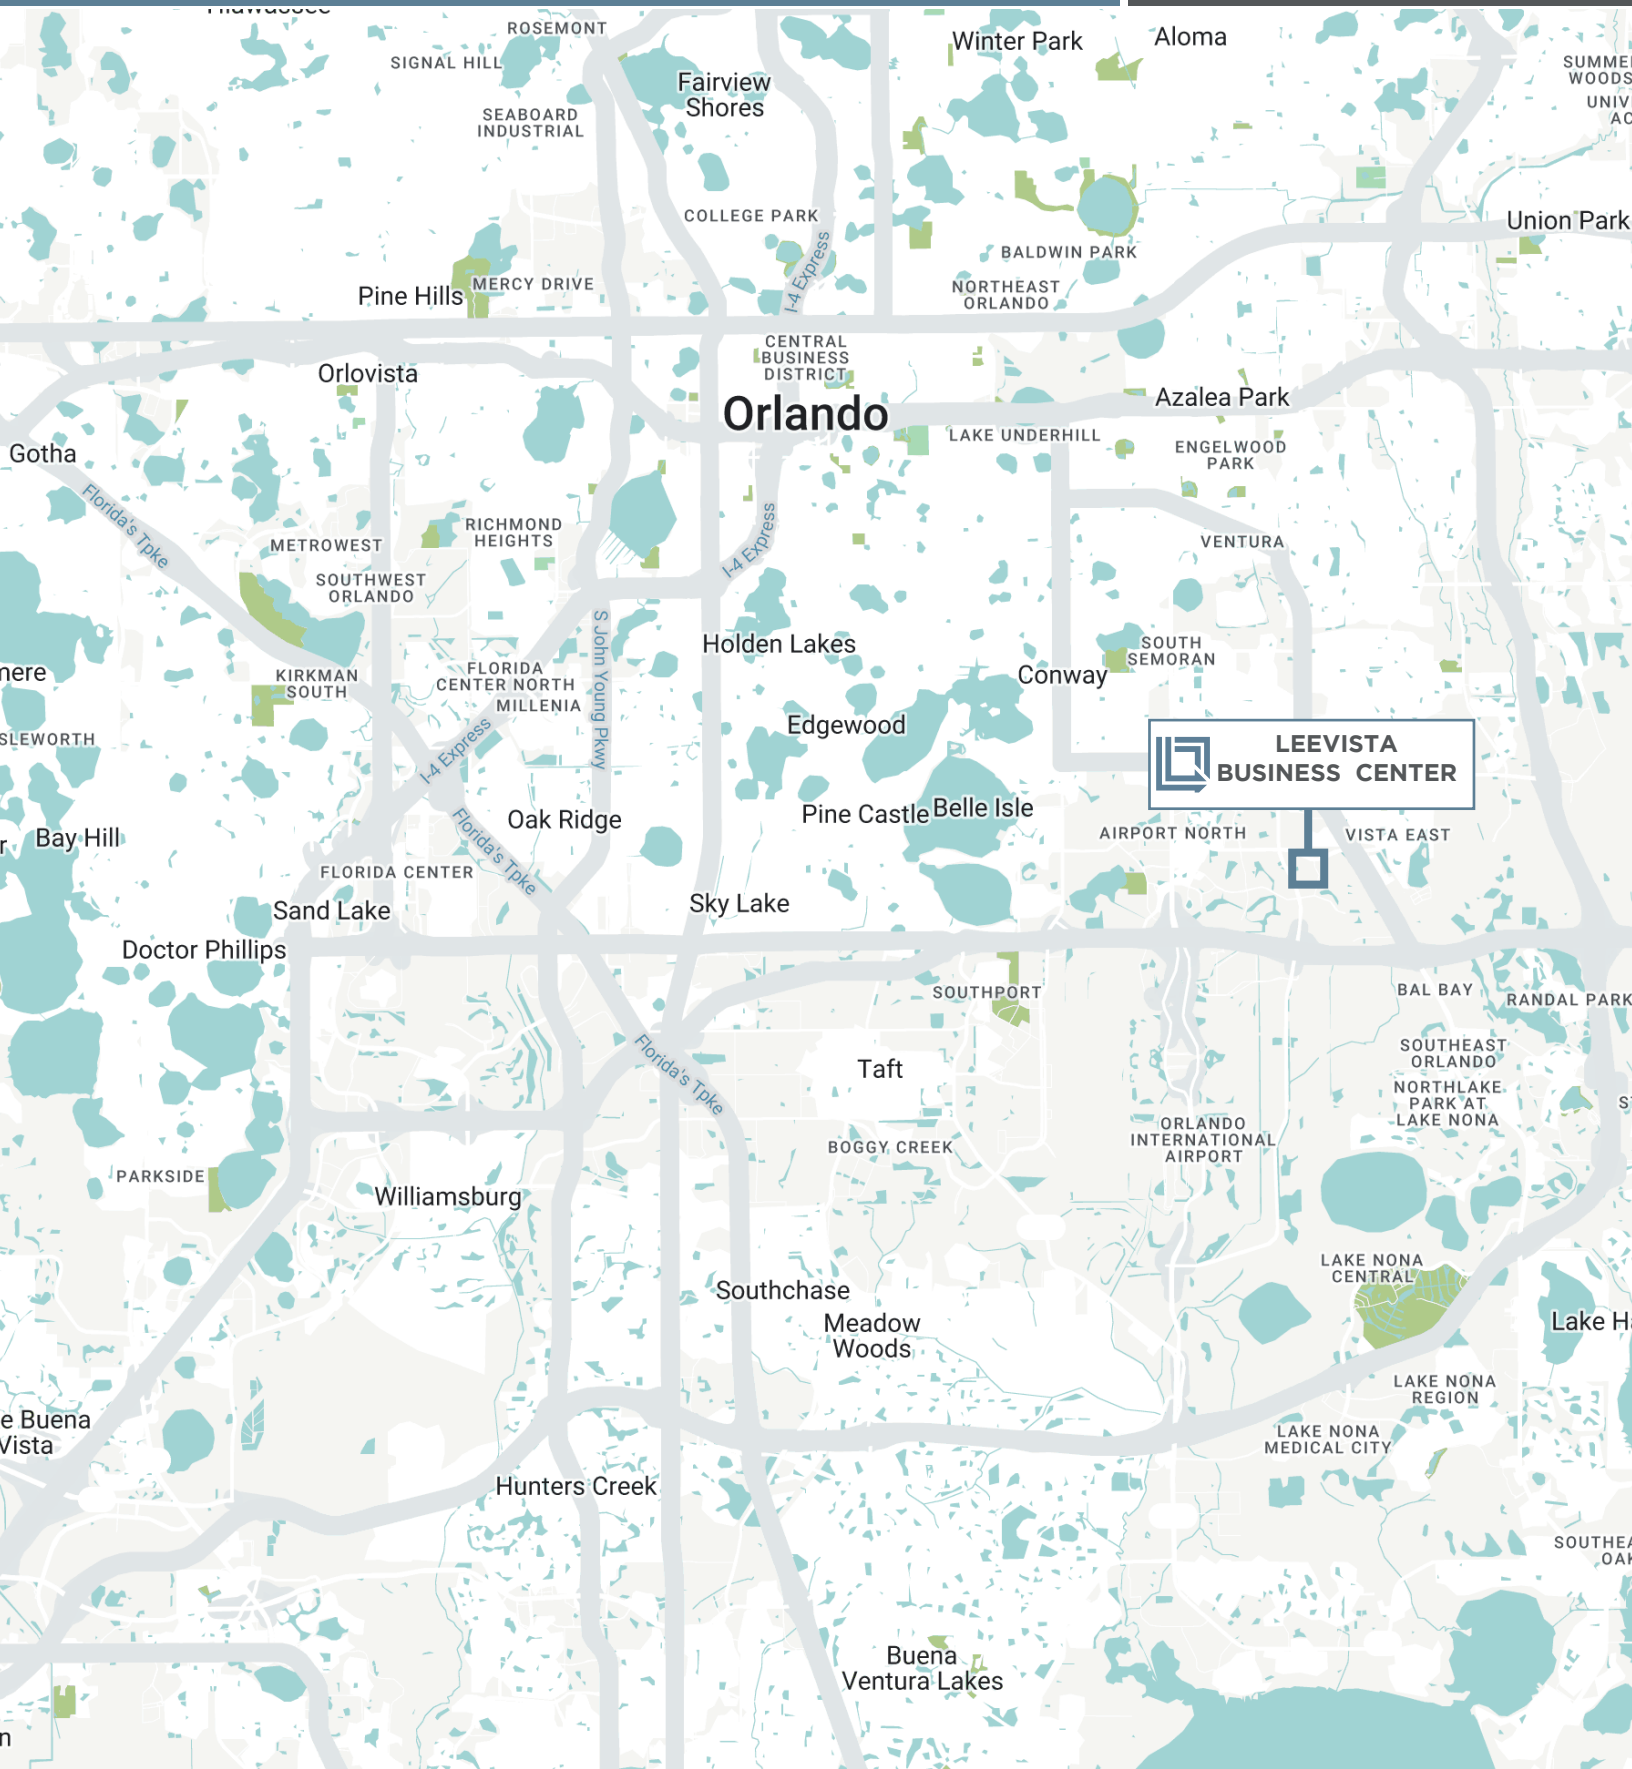 Hiawassee
ROSEMONT
Winter Park
Aloma
SIGNAL HILL
Fairview
Shores
SEABOARD
INDUSTRIAL
COLLEGE PARK
Union Park
BALDWIN PARK
I-4 Express
MERCY DRIVE
Pine Hills
NORTHEAST
ORLANDO
CENTRAL
BUSINESS
DISTRICT
Orlovista
Azalea Park
Orlando
LAKE UNDERHILL
Gotha
ENGELWOOD
PARK
Florida's Tpke
RICHMOND
HEIGHTS
METROWEST
I-4 Express
VENTURA
SOUTHWEST
ORLANDO
S John Young Pkwy
Holden Lakes
SOUTH
SEMORAN
FLORIDA
CENTER NORTH
KIRKMAN
SOUTH
Conway
MILLENIA
Edgewood
I-4 Express
LEEVISTA
BUSINESS CENTER
Oak Ridge
Pine Castle
Belle Isle
Bay Hill
AIRPORT NORTH
VISTA EAST
Florida's Tpke
FLORIDA CENTER
Sand Lake
Sky Lake
Doctor Phillips
SOUTHPORT
BAL BAY
RANDAL PARK
Florida's Tpke
Taft
SOUTHEAST
ORLANDO
NORTHLAKE
PARK AT
LAKE NONA
ORLANDO
INTERNATIONAL
AIRPORT
BOGGY CREEK
PARKSIDE
Williamsburg
LAKE NONA
CENTRAL
Southchase
Meadow
Woods
Lake Ha
LAKE NONA
REGION
e Buena
Vista
LAKE NONA
MEDICAL CITY
Hunters Creek
Buena
Ventura Lakes